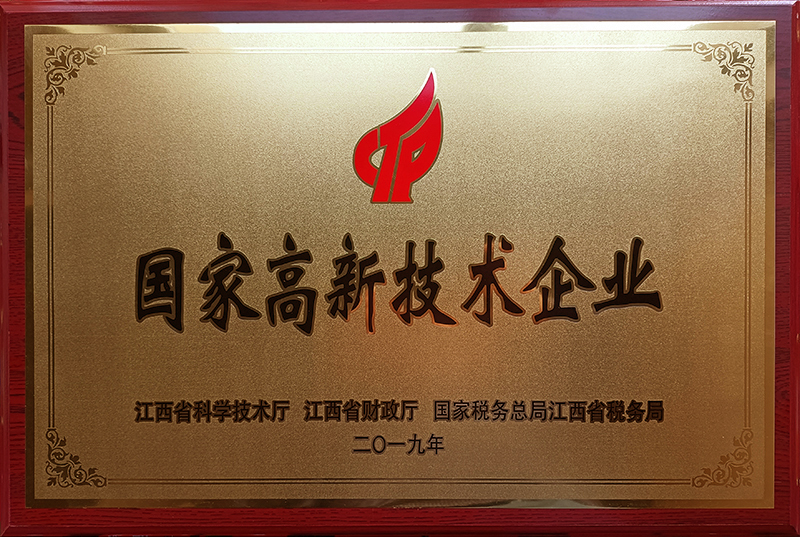 国家高新技术企业
江西省科学技术厅 江西省财政厅 国家税务总局江西省税务局
二〇一九年